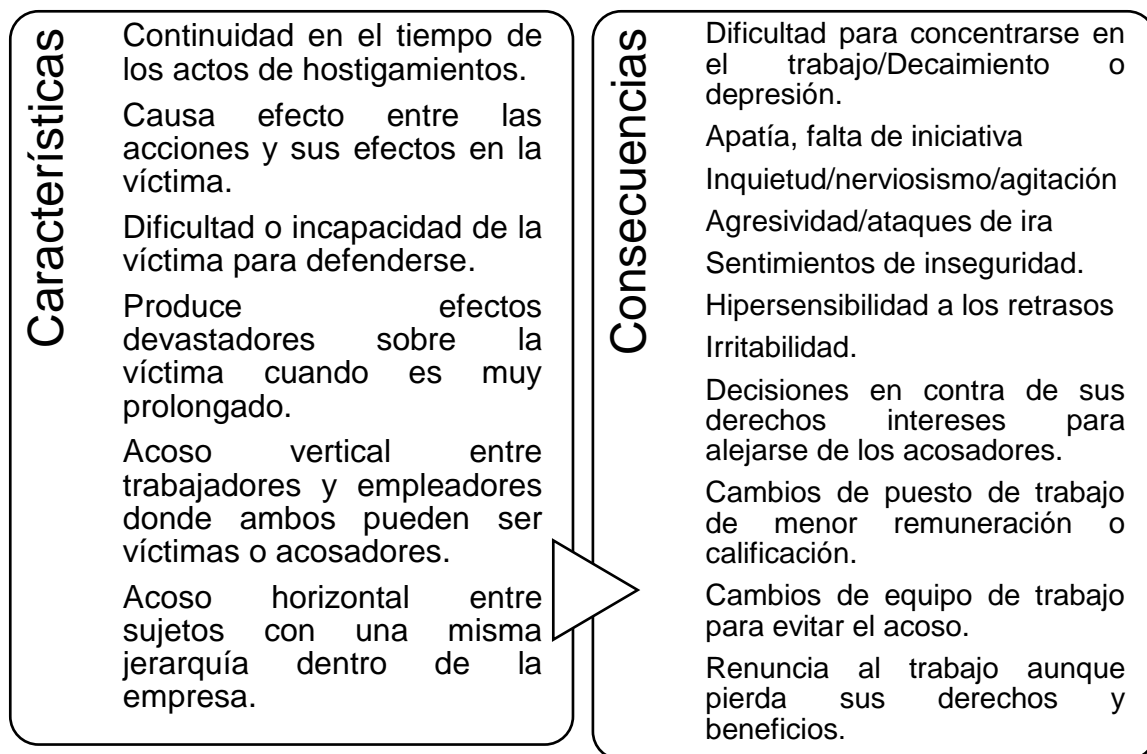 Características
Continuidad en el tiempo de
los actos de hostigamientos.
Causa efecto entre las
acciones y sus efectos en la
víctima.
Dificultad o incapacidad de la
víctima para defenderse.
Produce efectos
devastadores sobre la
víctima cuando es muy
prolongado.
Acoso vertical entre
trabajadores y empleadores
donde ambos pueden ser
víctimas o acosadores.
Acoso horizontal entre
sujetos con una misma
jerarquía dentro de la
empresa.
Consecuencias
Dificultad para concentrarse en
el trabajo/Decaimiento o
depresión.
Apatía, falta de iniciativa
Inquietud/nerviosismo/agitación
Agresividad/ataques de ira
Sentimientos de inseguridad.
Hipersensibilidad a los retrasos
Irritabilidad.
Decisiones en contra de sus
derechos intereses para
alejarse de los acosadores.
Cambios de puesto de trabajo
de menor remuneración o
calificación.
Cambios de equipo de trabajo
para evitar el acoso.
Renuncia al trabajo aunque
pierda sus derechos y
beneficios.